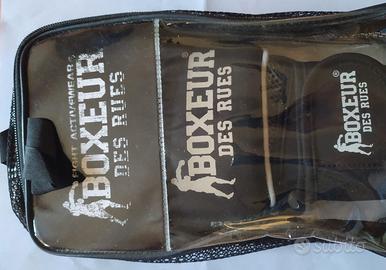 FIGHT ACTIVEWEAR
BOXEUR
DES RUES
BOXEUR
DES RUES
BOXEUR
DES RUES
subito